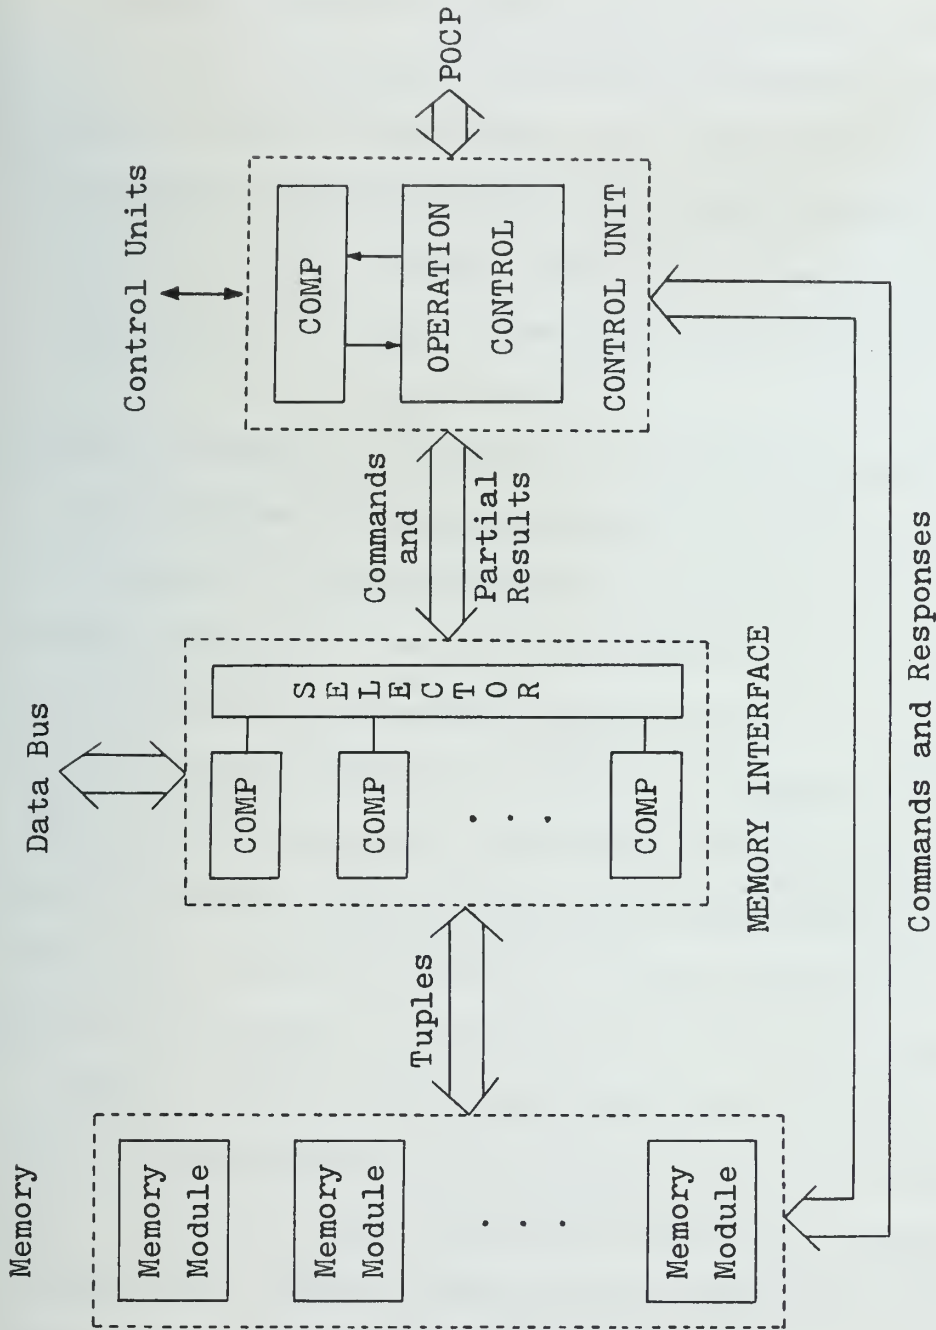 Memory
Memory
Module
Memory
Module
. . .
Memory
Module
Tuples
Data Bus
COMP
COMP
. . .
COMP
SELECTOR
MEMORY INTERFACE
Commands
and
Partial
Results
Control Units
COMP
OPERATION
CONTROL
CONTROL UNIT
POCP
Commands and Responses